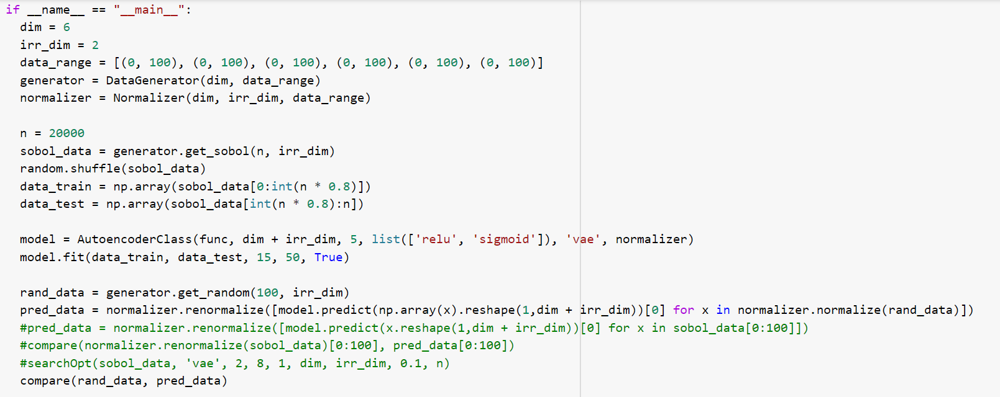 if __name__ == "__main__":
  dim = 6
  irr_dim = 2
  data_range = [(0, 100), (0, 100), (0, 100), (0, 100), (0, 100), (0, 100)]
  generator = DataGenerator(dim, data_range)
  normalizer = Normalizer(dim, irr_dim, data_range)

  n = 20000
  sobol_data = generator.get_sobol(n, irr_dim)
  random.shuffle(sobol_data)
  data_train = np.array(sobol_data[0:int(n * 0.8)])
  data_test = np.array(sobol_data[int(n * 0.8):n])

  model = AutoencoderClass(func, dim + irr_dim, 5, list(['relu', 'sigmoid']), 'vae', normalizer)
  model.fit(data_train, data_test, 15, 50, True)

  rand_data = generator.get_random(100, irr_dim)
  pred_data = normalizer.renormalize([model.predict(np.array(x).reshape(1,dim + irr_dim))[0] for x in normalizer.normalize(rand_data)])
  #pred_data = normalizer.renormalize([model.predict(x.reshape(1,dim + irr_dim))[0] for x in sobol_data[0:100]])
  #compare(normalizer.renormalize(sobol_data)[0:100], pred_data[0:100])
  #searchOpt(sobol_data, 'vae', 2, 8, 1, dim, irr_dim, 0.1, n)
  compare(rand_data, pred_data)